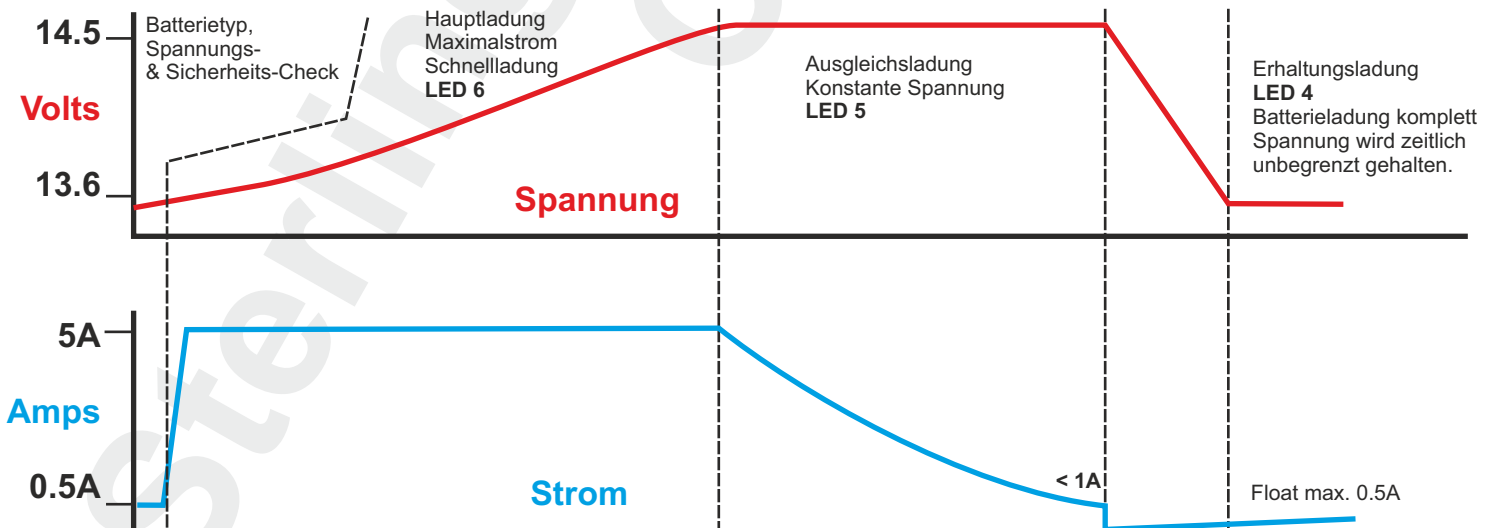 14.5
Volts
13.6
Batterietyp,
Spannungs-
& Sicherheits-Check
Hauptladung
Maximalstrom
Schnellladung
LED 6
Ausgleichsladung
Konstante Spannung
LED 5
Erhaltungsladung
LED 4
Batterieladung komplett
Spannung wird zeitlich
unbegrenzt gehalten.
Spannung
5A
Amps
0.5A
Strom
< 1A
Float max. 0.5A
Sterling